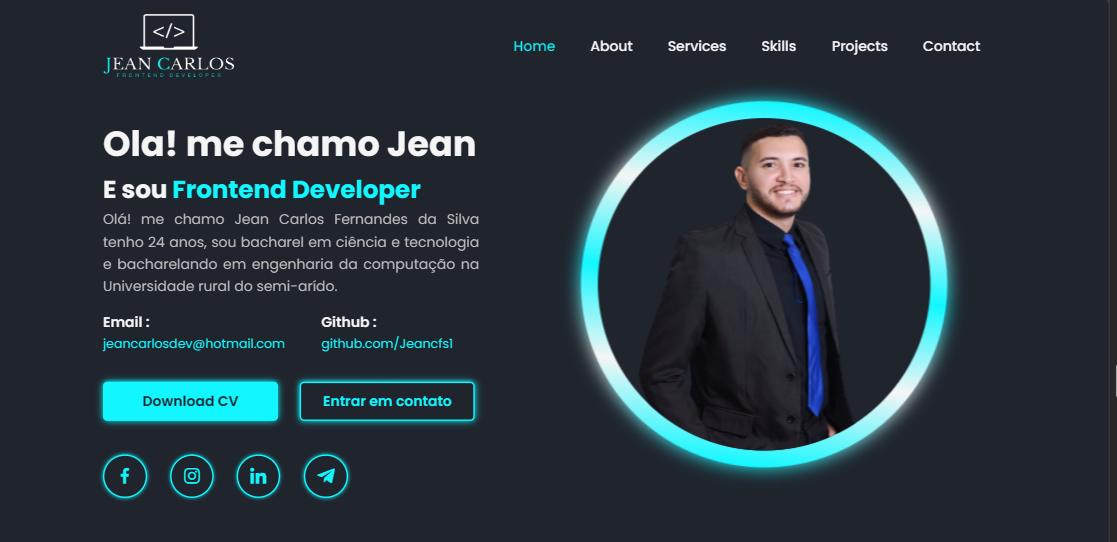 </>
JEAN CARLOS
FRONTEND DEVELOPER
Home About Services Skills Projects Contact
Ola! me chamo Jean
E sou Frontend Developer
Olá! me chamo Jean Carlos Fernandes da Silva
tenho 24 anos, sou bacharel em ciência e tecnologia
e bacharelando em engenharia da computação na
Universidade rural do semi-arído.
Email : Github :
jeancarlosdev@hotmail.com github.com/Jeancfs1
Download CV Entrar em contato
f in